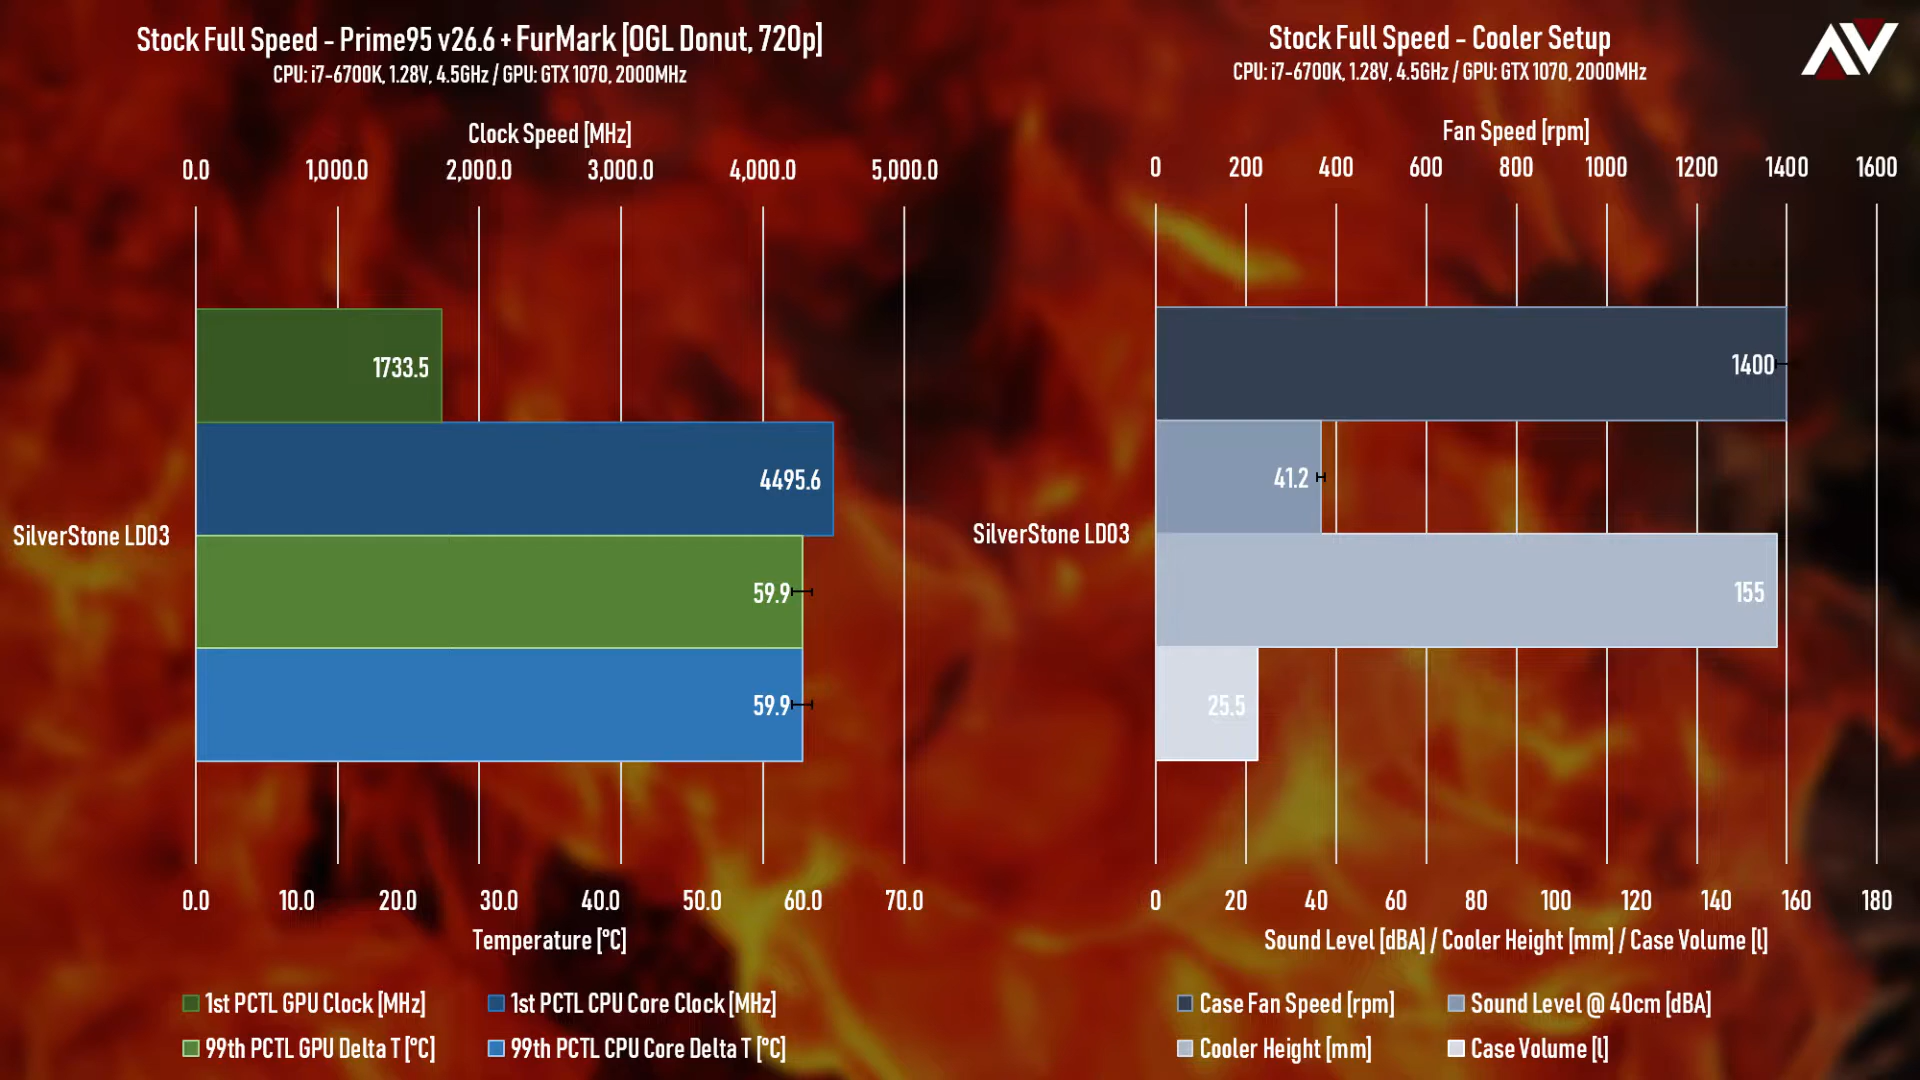 Stock Full Speed - Prime95 v26.6 + FurMark [OGL Donut, 720p]
CPU: i7-6700K, 1.28V, 4.5GHz / GPU: GTX 1070, 2000MHz
Clock Speed [MHz]
0.0 1,000.0 2,000.0 3,000.0 4,000.0 5,000.0
1733.5
4495.6
SilverStone LD03
59.9
59.9
0.0 10.0 20.0 30.0 40.0 50.0 60.0 70.0
Temperature [°C]
1st PCTL GPU Clock [MHz] 1st PCTL CPU Core Clock [MHz]
99th PCTL GPU Delta T [°C] 99th PCTL CPU Core Delta T [°C]
Stock Full Speed - Cooler Setup
CPU: i7-6700K, 1.28V, 4.5GHz / GPU: GTX 1070, 2000MHz
Fan Speed [rpm]
0 200 400 600 800 1000 1200 1400 1600
1400
41.2
SilverStone LD03
155
25.5
0 20 40 60 80 100 120 140 160 180
Sound Level [dBA] / Cooler Height [mm] / Case Volume [l]
Case Fan Speed [rpm] Sound Level @ 40cm [dBA]
Cooler Height [mm] Case Volume [l]